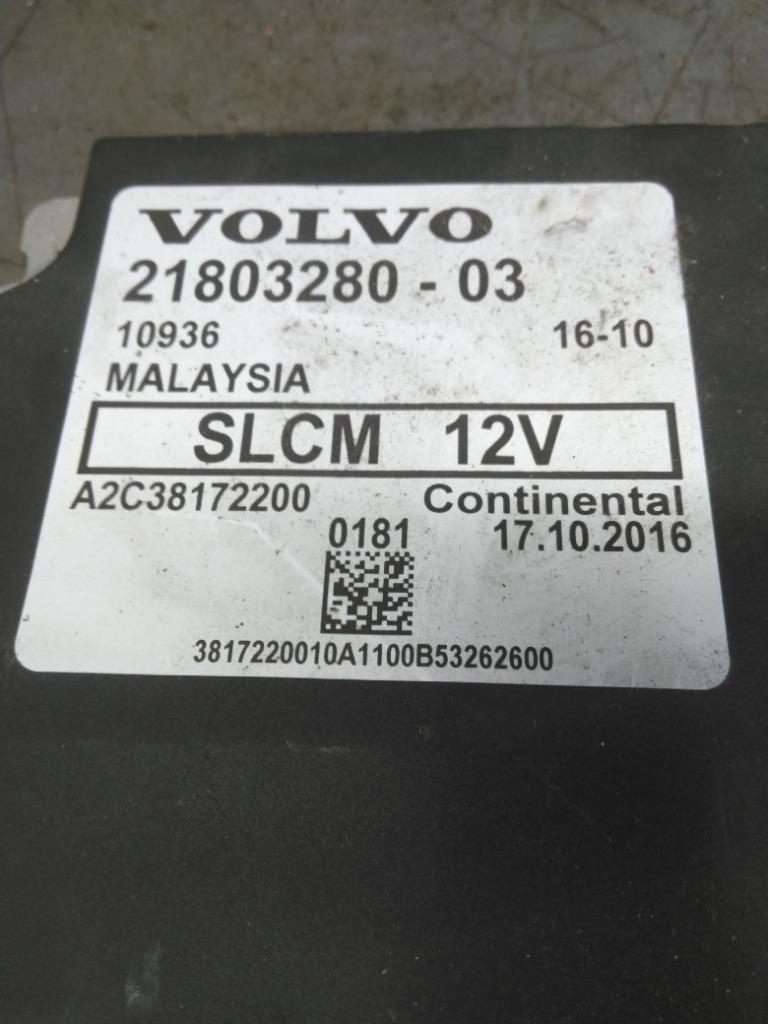 VOLVO
21803280 - 03
10936 16-10
MALAYSIA
SLCM 12V
A2C38172200 Continental
0181 17.10.2016
3817220010A1100B53262600